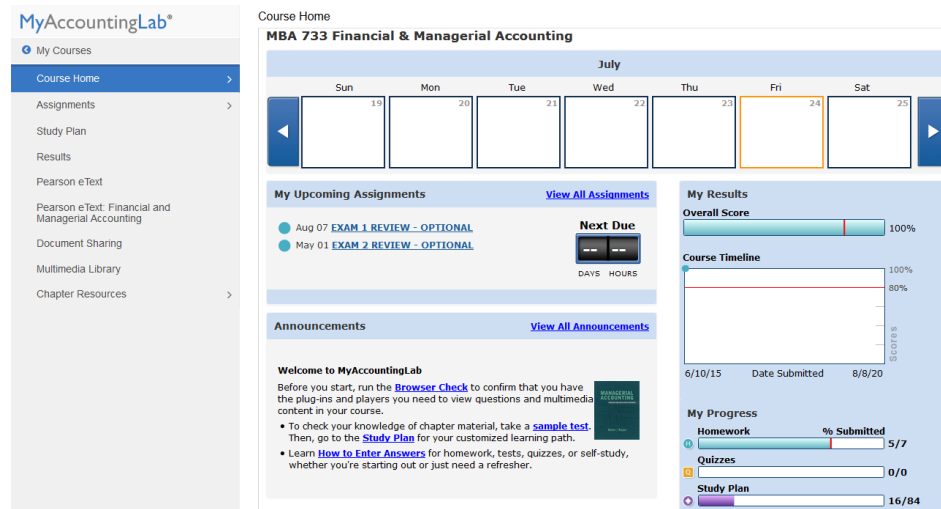 MyAccountingLab®
My Courses
Course Home
Assignments
Study Plan
Results
Pearson eText
Pearson eText: Financial and
Managerial Accounting
Document Sharing
Multimedia Library
Chapter Resources
Course Home
MBA 733 Financial & Managerial Accounting
July
Sun Mon Tue Wed Thu Fri Sat
19 20 21 22 23 24 25
My Upcoming Assignments View All Assignments
Aug 07 EXAM 1 REVIEW - OPTIONAL
May 01 EXAM 2 REVIEW - OPTIONAL
Next Due
-- --
DAYS HOURS
Announcements View All Announcements
Welcome to MyAccountingLab
Before you start, run the Browser Check to confirm that you have
the plug-ins and players you need to view questions and multimedia
content in your course.
• To check your knowledge of chapter material, take a sample test.
Then, go to the Study Plan for your customized learning path.
• Learn How to Enter Answers for homework, tests, quizzes, or self-study,
whether you're starting out or just need a refresher.
MANAGERIAL
ACCOUNTING
My Results
Overall Score
100%
Course Timeline
100%
80%
Scores
6/10/15 Date Submitted 8/8/20
My Progress
Homework % Submitted
H 5/7
Quizzes
Q 0/0
Study Plan
16/84